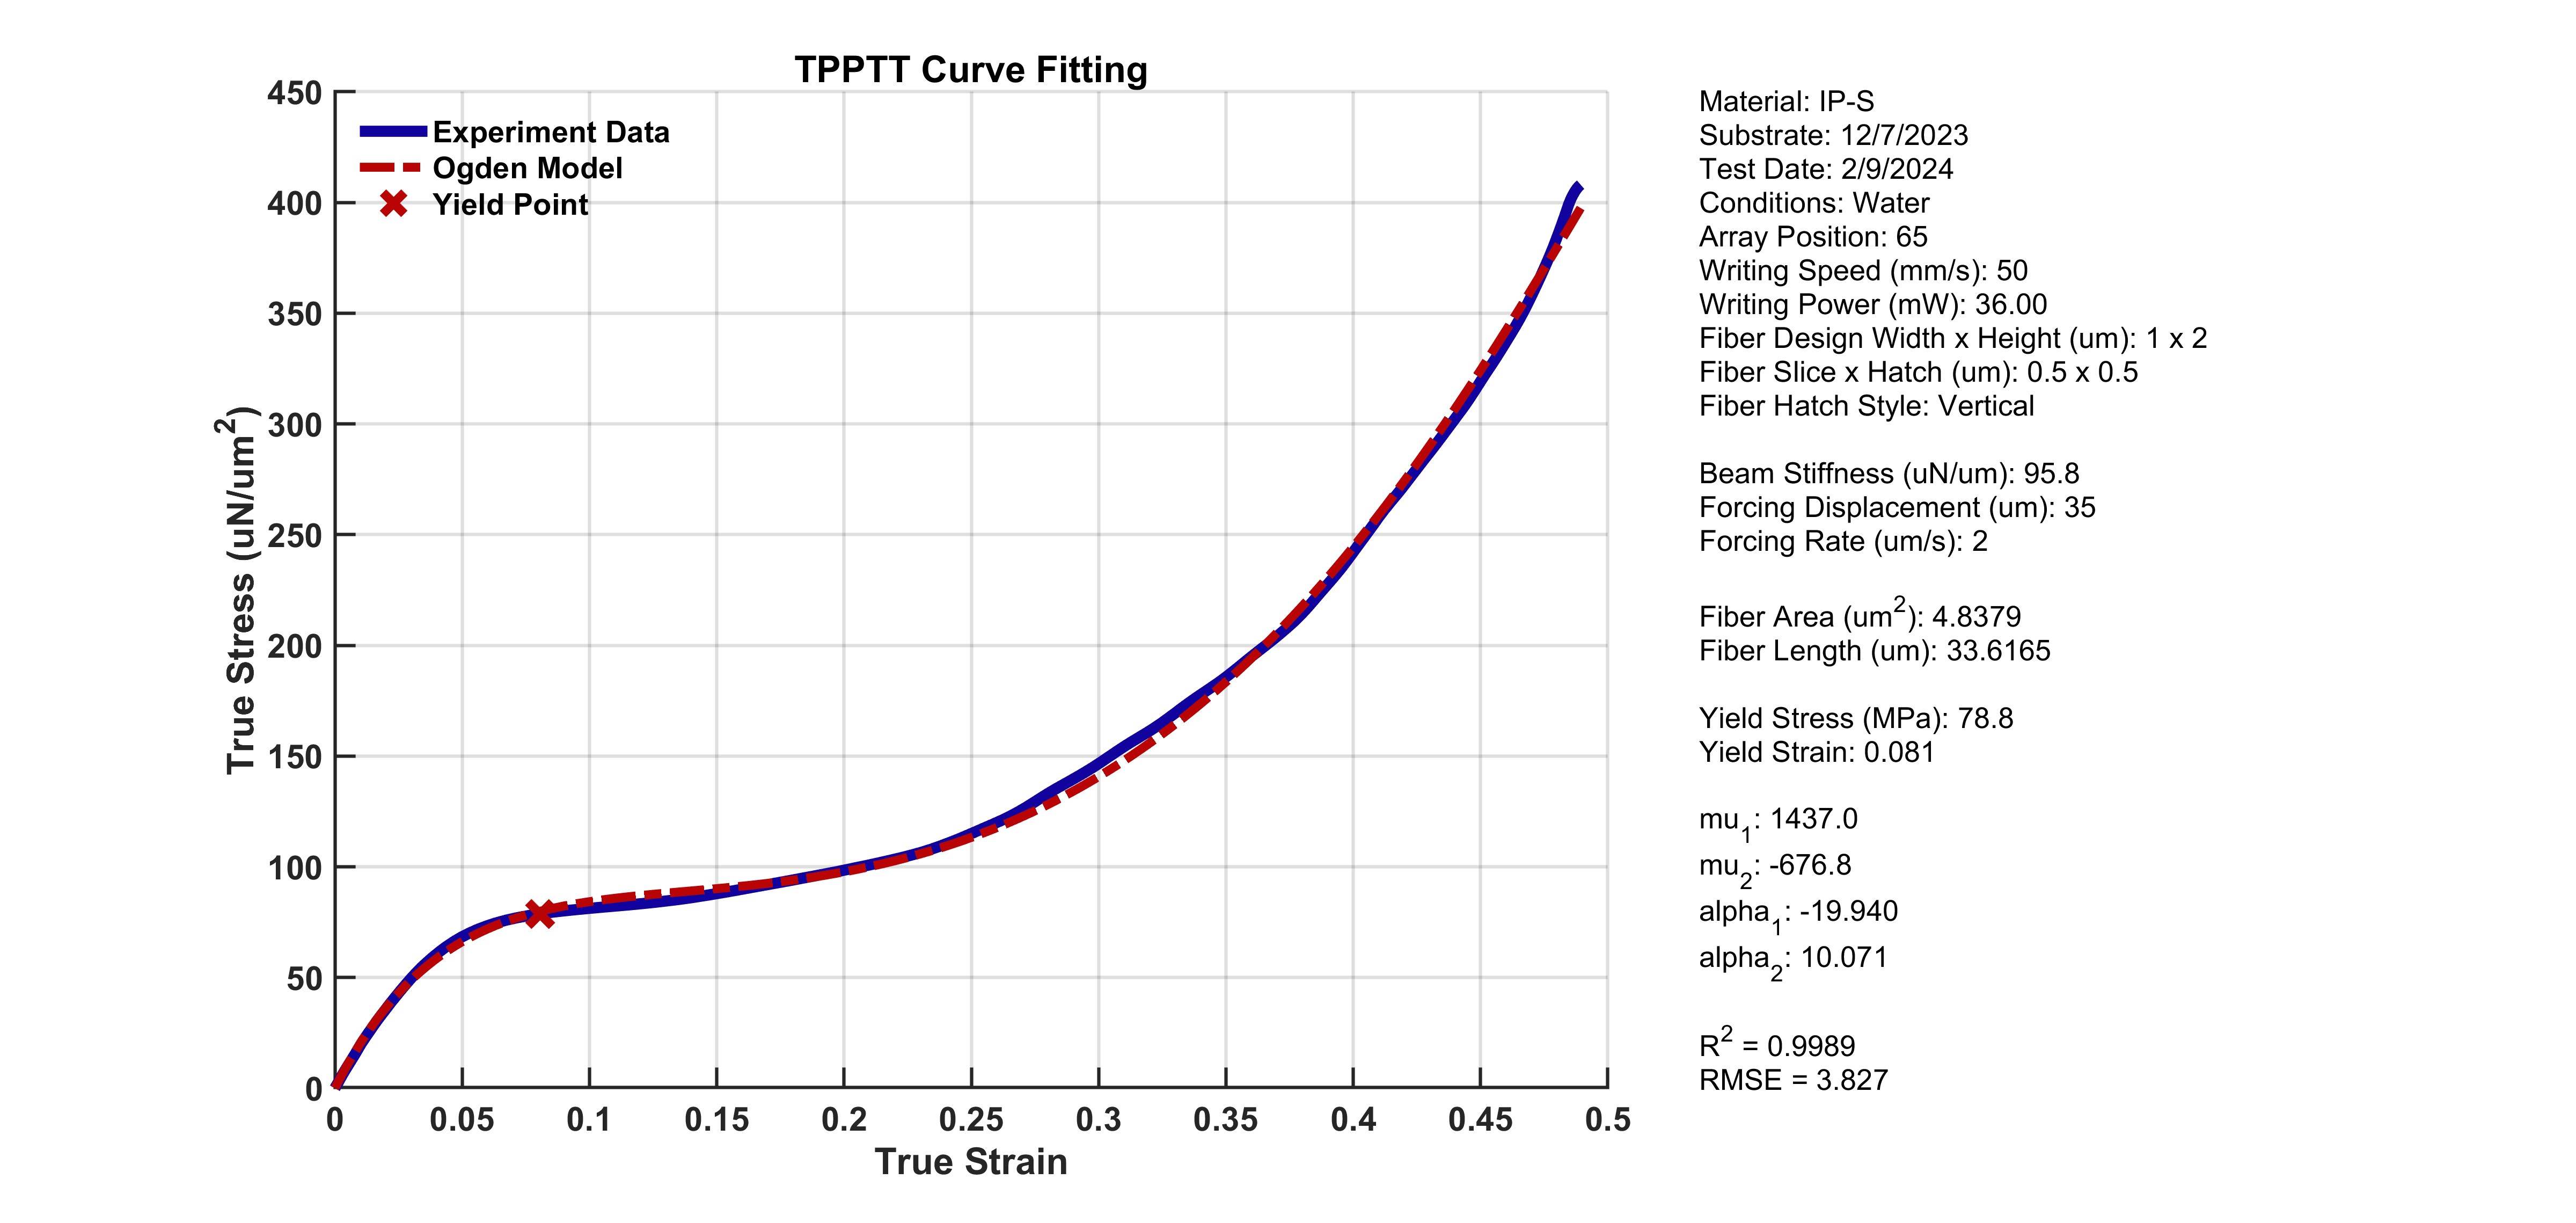 TPPTT Curve Fitting
450
400
350
300
250
200
150
100
50
0
True Stress (uN/um²)
Experiment Data
Ogden Model
Yield Point
0 0.05 0.1 0.15 0.2 0.25 0.3 0.35 0.4 0.45 0.5
True Strain
Material: IP-S
Substrate: 12/7/2023
Test Date: 2/9/2024
Conditions: Water
Array Position: 65
Writing Speed (mm/s): 50
Writing Power (mW): 36.00
Fiber Design Width x Height (um): 1 x 2
Fiber Slice x Hatch (um): 0.5 x 0.5
Fiber Hatch Style: Vertical
Beam Stiffness (uN/um): 95.8
Forcing Displacement (um): 35
Forcing Rate (um/s): 2
Fiber Area (um²): 4.8379
Fiber Length (um): 33.6165
Yield Stress (MPa): 78.8
Yield Strain: 0.081
mu₁: 1437.0
mu₂: -676.8
alpha₁: -19.940
alpha₂: 10.071
R² = 0.9989
RMSE = 3.827